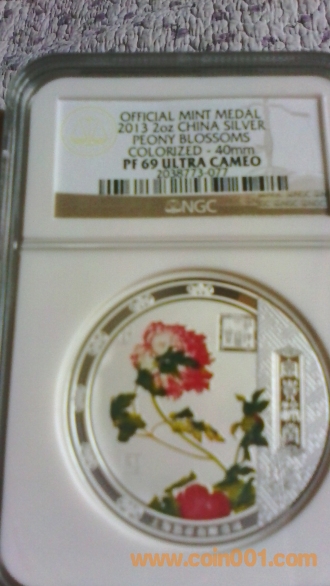 OFFICIAL MINT MEDAL
2013 2oz CHINA SILVER
PEONY BLOSSOMS
COLORIZED - 40mm
PF 69 ULTRA CAMEO
2038773-077
NGC
www.coin001.com